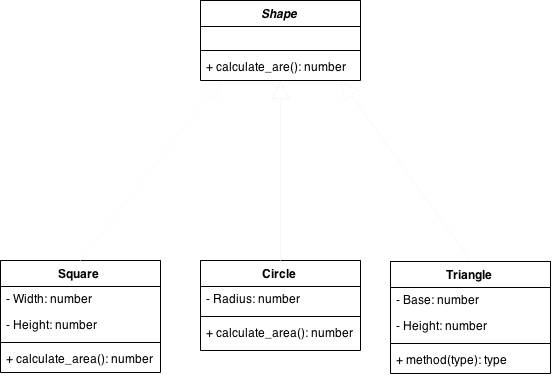 Shape
+ calculate_are(): number
Square
- Width: number
- Height: number
+ calculate_area(): number
Circle
- Radius: number
+ calculate_area(): number
Triangle
- Base: number
- Height: number
+ method(type): type